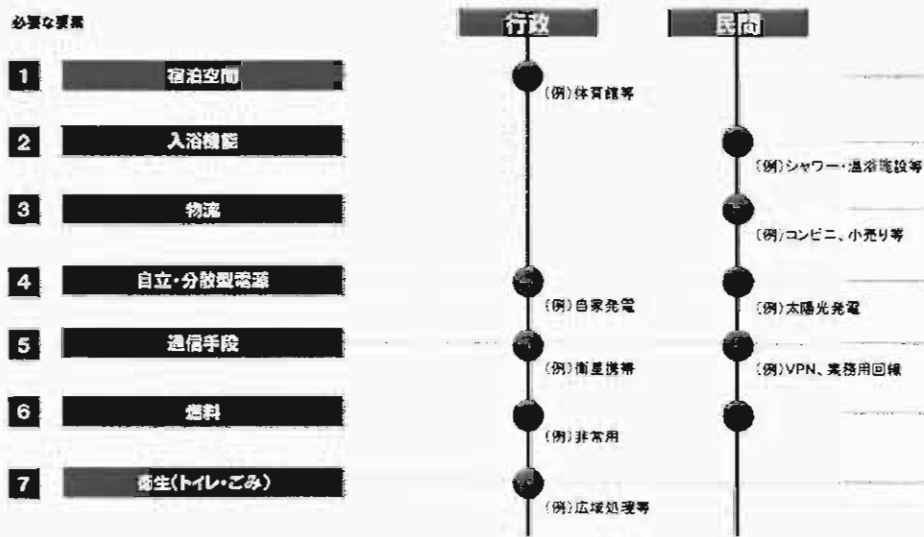 必要な要素
行政
民間
1 宿泊空間
(例)体育館等
2 入浴機能
(例)シャワー・温浴施設等
3 物流
(例)コンビニ、小売り等
4 自立・分散型電源
(例)自家発電
(例)太陽光発電
5 通信手段
(例)衛星携帯
(例)VPN、業務用回線
6 燃料
(例)非常用
7 衛生(トイレ・ごみ)
(例)広域処理等